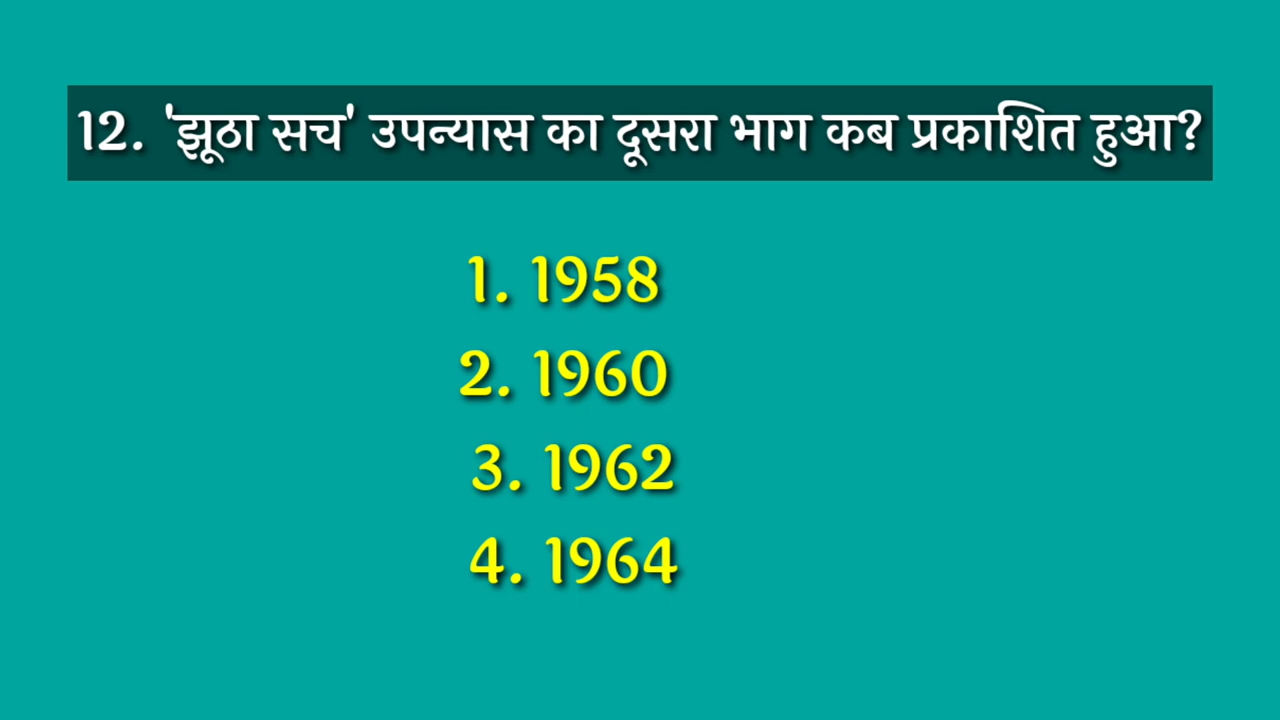 12. 'झूठा सच' उपन्यास का दूसरा भाग कब प्रकाशित हुआ?
1. 1958
2. 1960
3. 1962
4. 1964